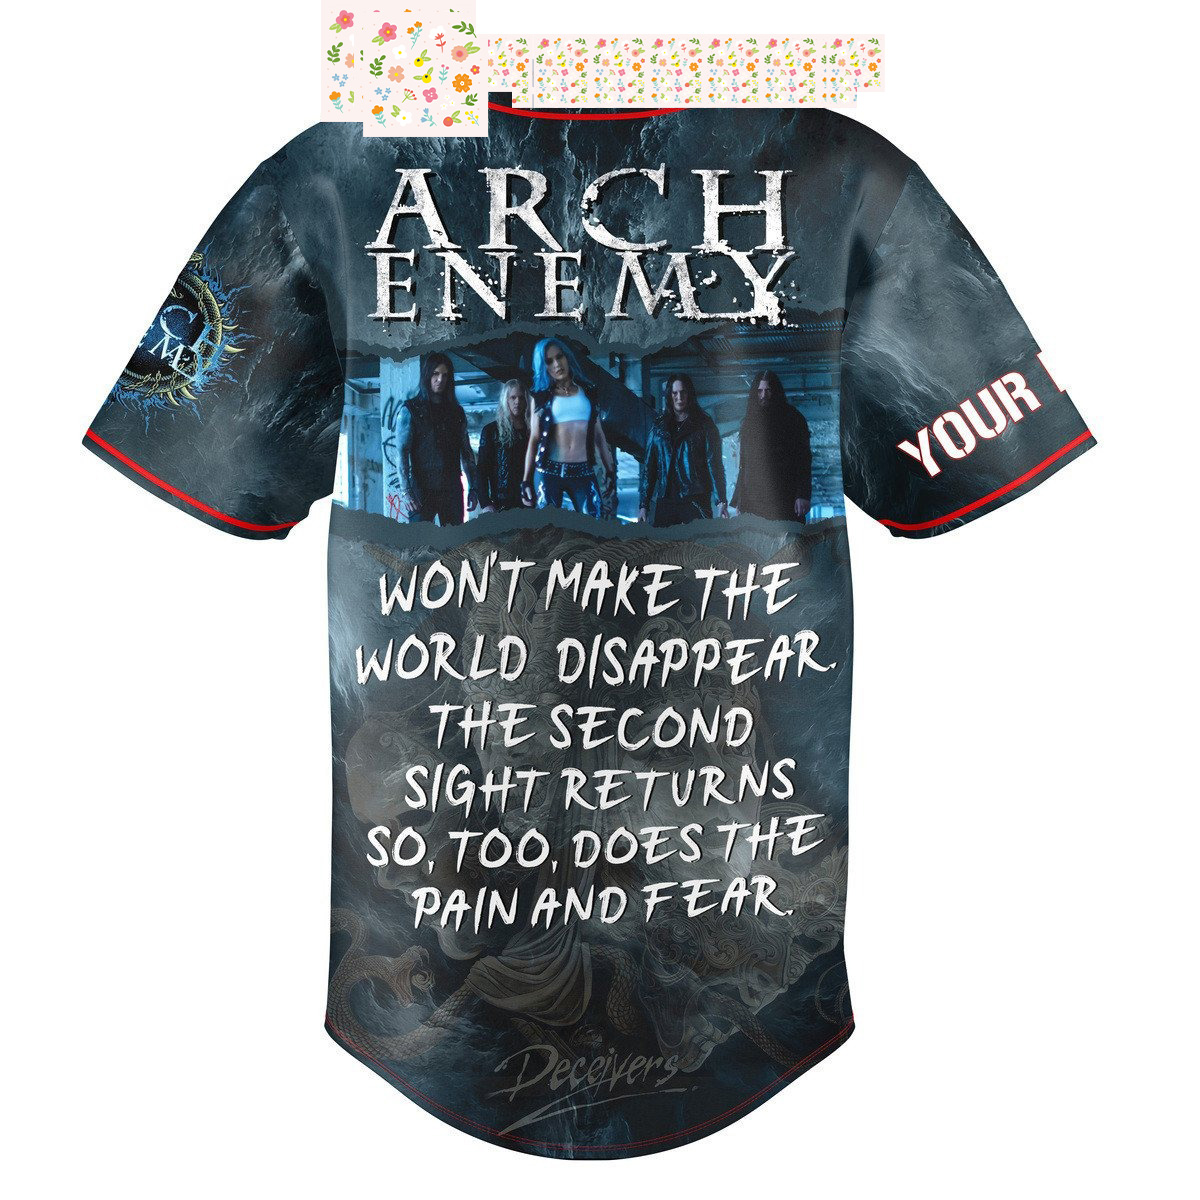 ARCH
ENEMY
YOUR
WON'T MAKE THE
WORLD DISAPPEAR.
THE SECOND
SIGHT RETURNS
SO, TOO, DOES THE
PAIN AND FEAR.
Deceivers